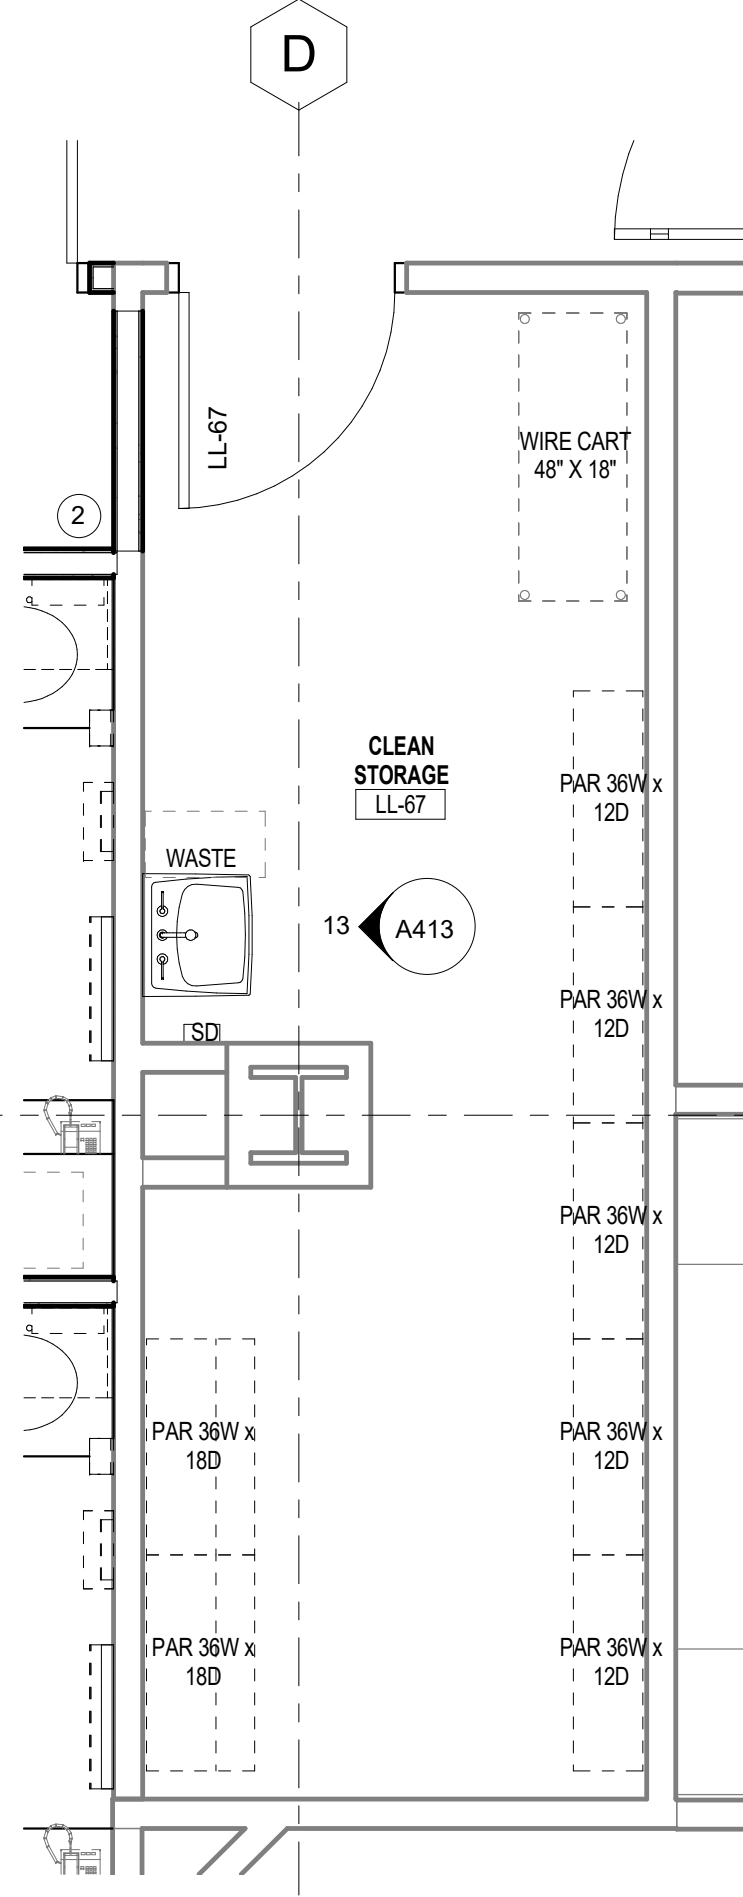 D
LL-67
WIRE CART
48" X 18"
2
CLEAN
STORAGE
LL-67
PAR 36W x
12D
WASTE
13
A413
PAR 36W x
12D
SD
PAR 36W x
12D
PAR 36W x
18D
PAR 36W x
12D
PAR 36W x
18D
PAR 36W x
12D